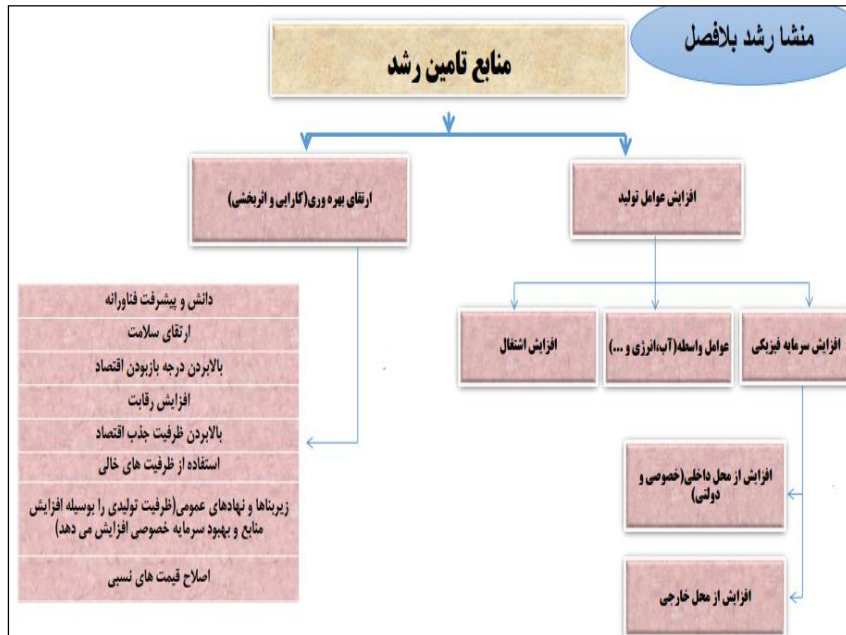 منشا رشد بلافصل
منابع تامین رشد
افزایش عوامل تولید
ارتقای بهره وری(کارایی و اثربخشی)
افزایش سرمایه فیزیکی
عوامل واسطه(آب،انرژی و ...)
افزایش اشتغال
افزایش از محل داخلی(خصوصی و
دولتی)
افزایش از محل خارجی
دانش و پیشرفت فناورانه
ارتقای سلامت
بالابردن درجه بازبودن اقتصاد
افزایش رقابت
بالابردن ظرفیت جذب اقتصاد
استفاده از ظرفیت های خالی
زیربناها و نهادهای عمومی(ظرفیت تولیدی را بوسیله افزایش
منابع و بهبود سرمایه خصوصی افزایش می دهد)
اصلاح قیمت های نسبی